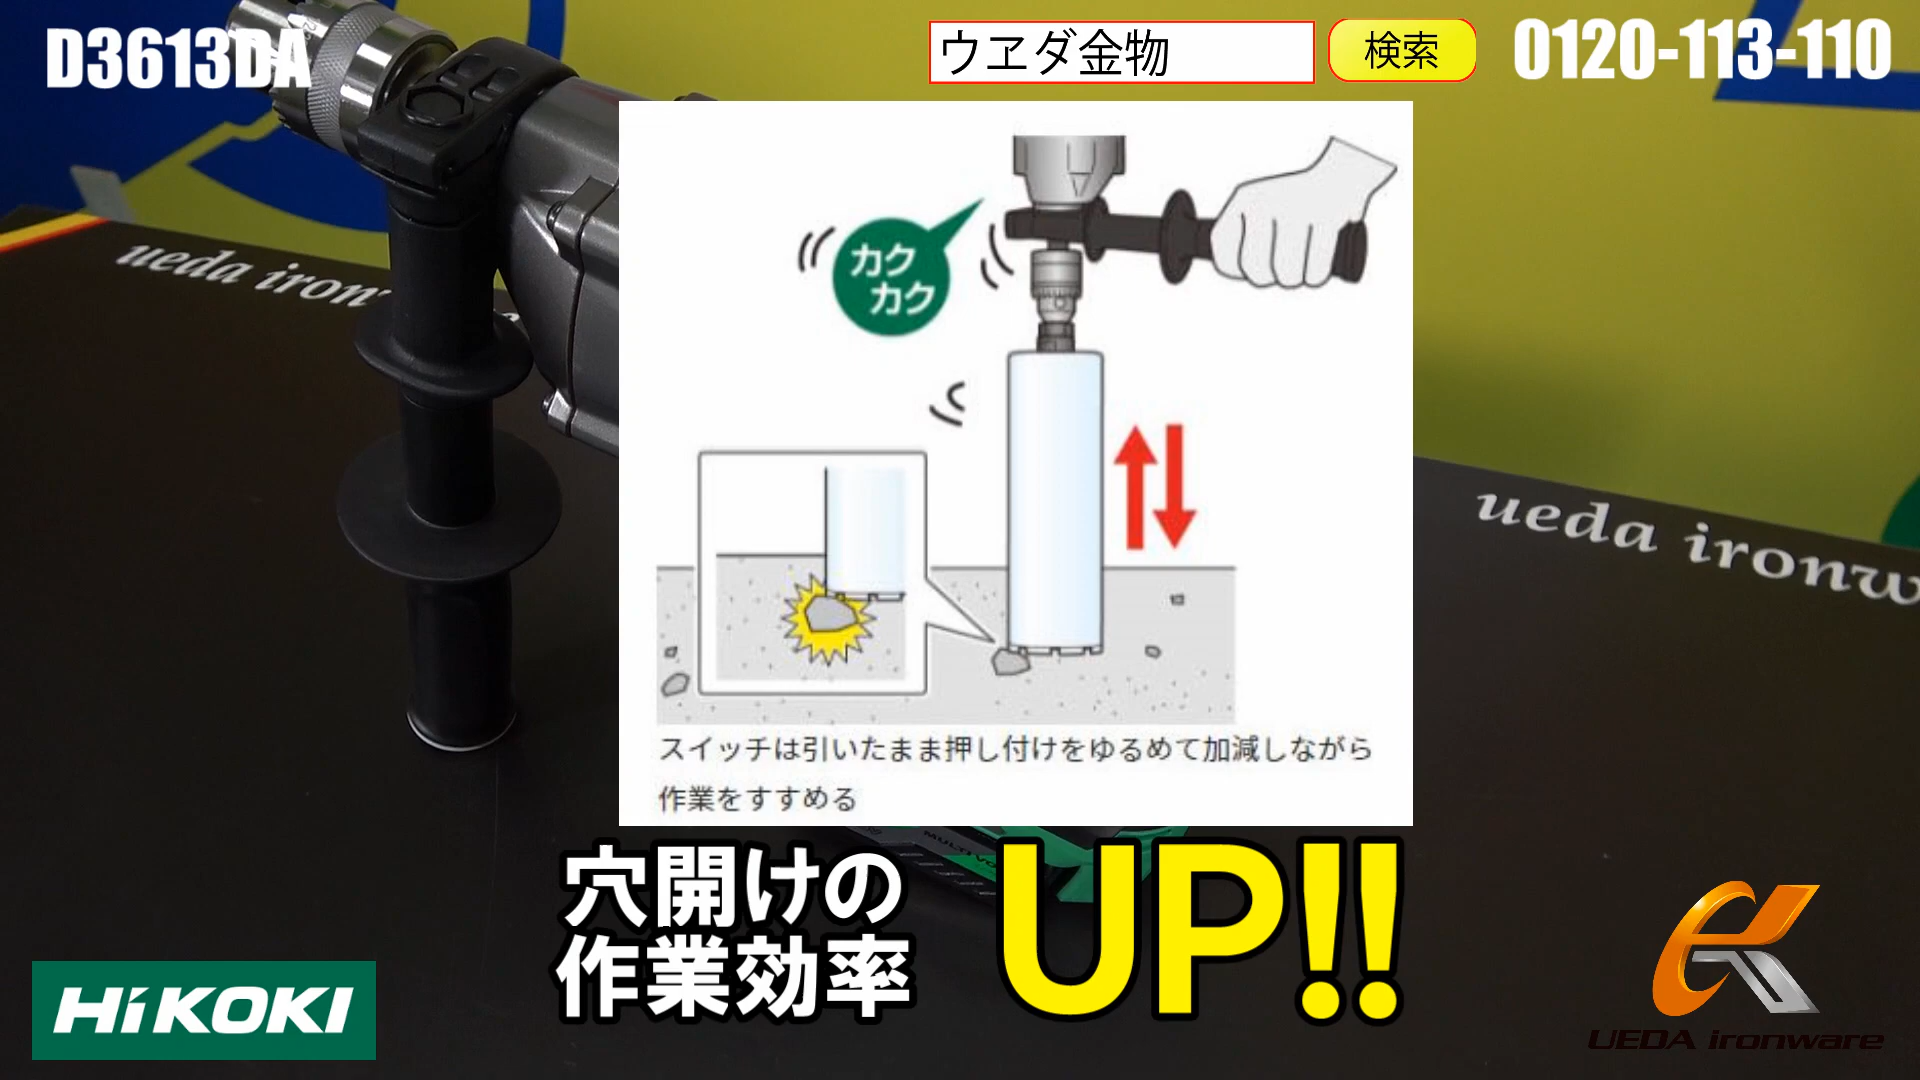 D3613DA
ウヱダ金物
検索
0120-113-110
ueda iron
ueda ironw
カク
カク
スイッチは引いたまま押し付けをゆるめて加減しながら
作業をすすめる
穴開けの
作業効率
UP!!
HiKOKI
UEDA ironware